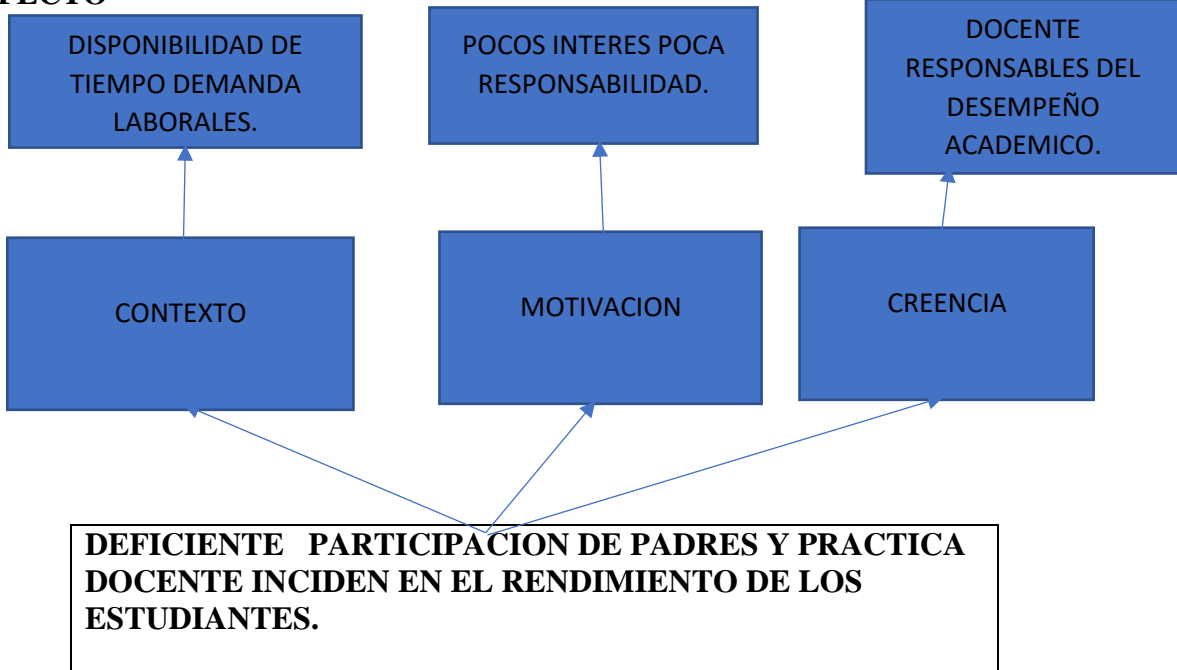 DISPONIBILIDAD DE
TIEMPO DEMANDA
LABORALES.
POCOS INTERES POCA
RESPONSABILIDAD.
DOCENTE
RESPONSABLES DEL
DESEMPEÑO
ACADEMICO.
CONTEXTO
MOTIVACION
CREENCIA
DEFICIENTE PARTICIPACION DE PADRES Y PRACTICA
DOCENTE INCIDEN EN EL RENDIMIENTO DE LOS
ESTUDIANTES.